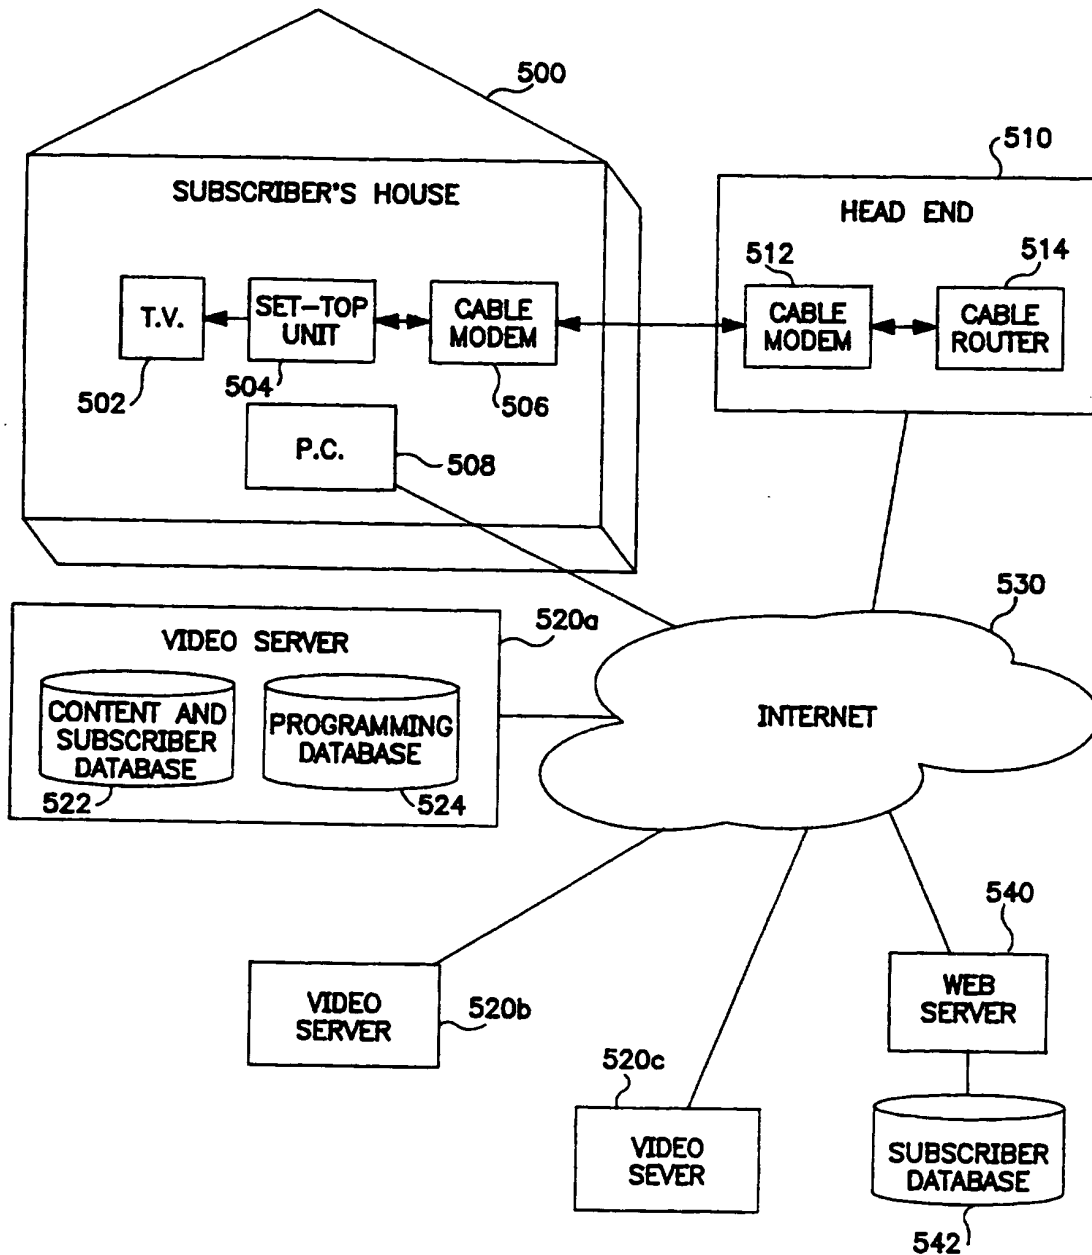 500
SUBSCRIBER'S HOUSE
T.V.
502
SET-TOP
UNIT
504
CABLE
MODEM
506
P.C.
508
510
HEAD END
512
CABLE
MODEM
514
CABLE
ROUTER
520a
VIDEO SERVER
CONTENT AND
SUBSCRIBER
DATABASE
522
PROGRAMMING
DATABASE
524
530
INTERNET
VIDEO
SERVER
520b
520c
VIDEO
SEVER
540
WEB
SERVER
SUBSCRIBER
DATABASE
542